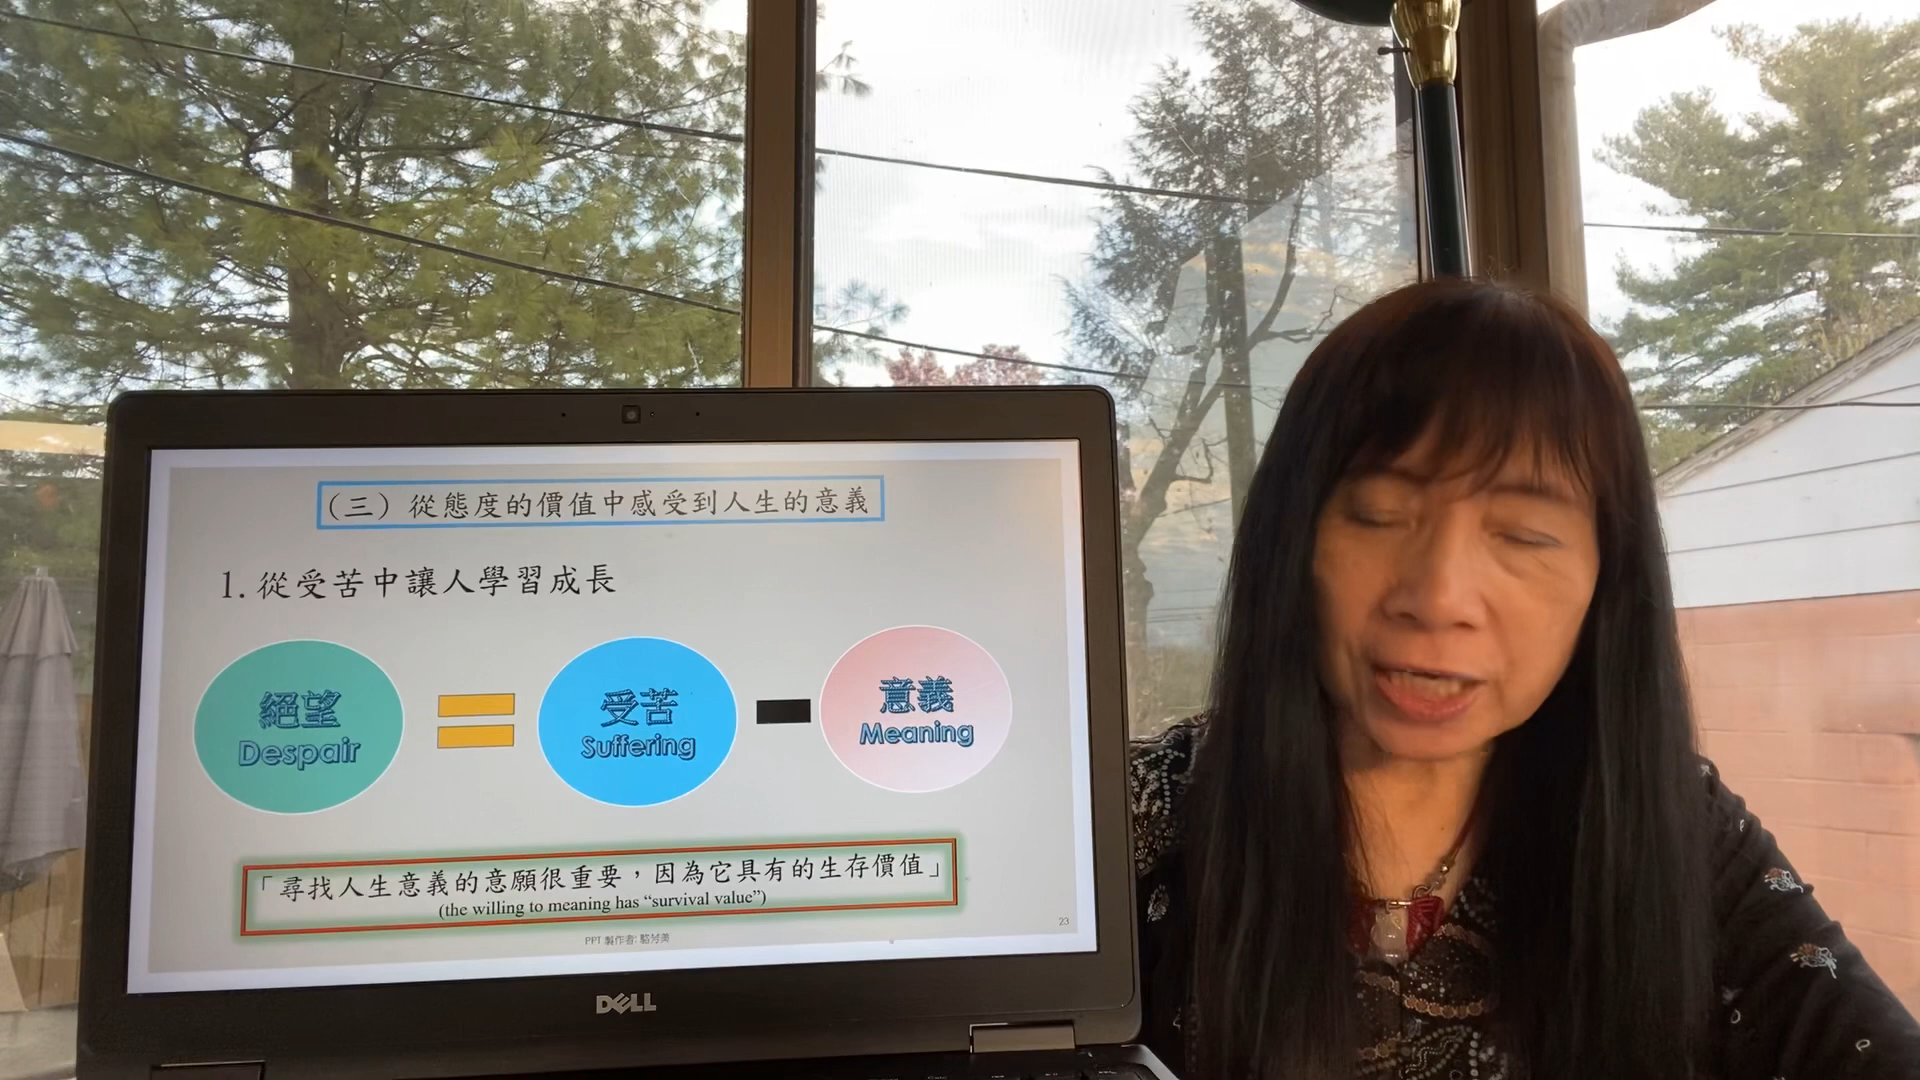 （三）從態度的價值中感受到人生的意義
1. 從受苦中讓人學習成長
絕望
Despair
受苦
Suffering
意義
Meaning
「尋找人生意義的意願很重要，因為它具有的生存價值」
(the willing to meaning has “survival value”)
PPT 製作者: 駱芬美
23
DELL